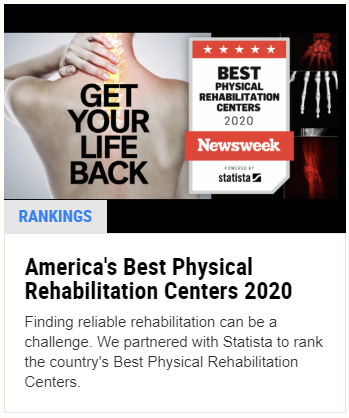 GET
YOUR
LIFE
BACK
BEST
PHYSICAL
REHABILITATION
CENTERS
2020
Newsweek
POWERED BY
statista
RANKINGS
America's Best Physical
Rehabilitation Centers 2020
Finding reliable rehabilitation can be a
challenge. We partnered with Statista to rank
the country's Best Physical Rehabilitation
Centers.